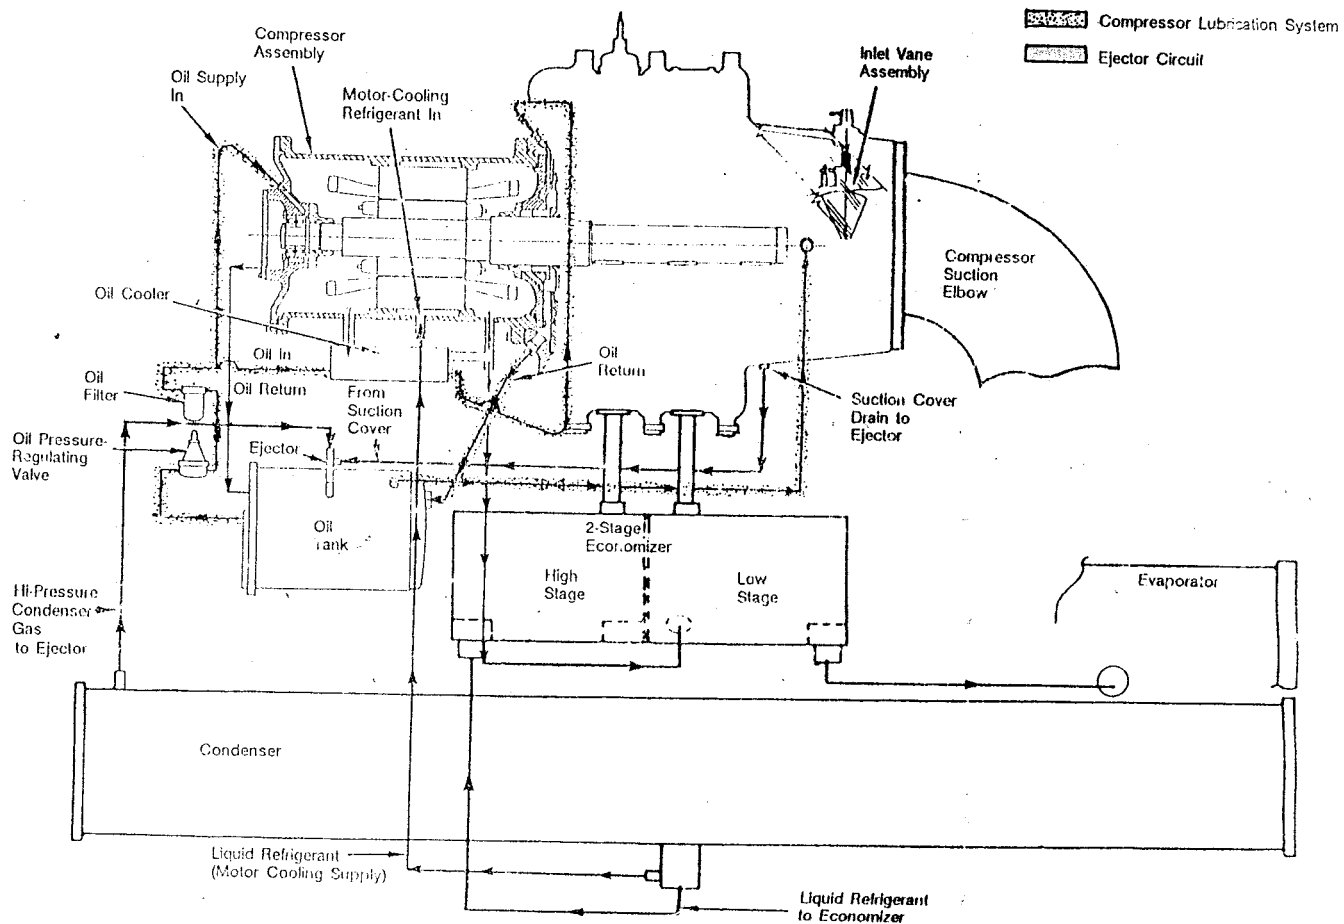 Compressor Lubrication System
Ejector Circuit
Compressor
Assembly
Oil Supply
In
Motor-Cooling
Refrigerant In
Inlet Vane
Assembly
Compressor
Suction
Elbow
Oil Cooler
Oil In
Oil
Return
Oil
Filter
Oil Return
From
Suction
Cover
Suction Cover
Drain to
Ejector
Oil Pressure-
Regulating
Valve
Ejector
Oil
Tank
2-Stage
Economizer
High
Stage
Low
Stage
Evaporator
Hi-Pressure
Condenser
Gas
to Ejector
Condenser
Liquid Refrigerant
(Motor Cooling Supply)
Liquid Refrigerant
to Economizer